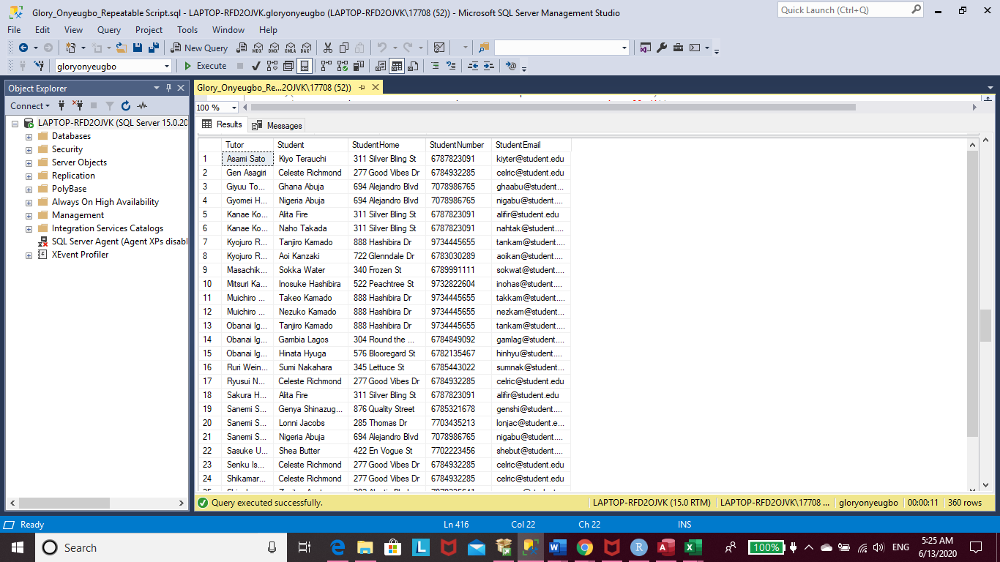 Glory_Onyeugbo_Repeatable Script.sql - LAPTOP-RFD2OJVK.gloryonyeugbo (LAPTOP-RFD2OJVK\17708 (52)) - Microsoft SQL Server Management Studio
Quick Launch (Ctrl+Q)
File Edit View Query Project Tools Window Help
New Query MDX DMX XMLA DAX
gloryonyeugbo Execute
Object Explorer
Glory_Onyeugbo_Re...2OJVK\17708 (52))
Connect
100 %
LAPTOP-RFD2OJVK (SQL Server 15.0.20
Databases
Security
Server Objects
Replication
PolyBase
Always On High Availability
Management
Integration Services Catalogs
SQL Server Agent (Agent XPs disabl
XEvent Profiler
Results Messages
Tutor Student StudentHome StudentNumber StudentEmail
1 Asami Sato Kiyo Terauchi 311 Silver Bling St 6787823091 kiyter@student.edu
2 Gen Asagiri Celeste Richmond 277 Good Vibes Dr 6784932285 celric@student.edu
3 Giyuu To... Ghana Abuja 694 Alejandro Blvd 7078986765 ghaabu@student....
4 Gyomei H... Nigeria Abuja 694 Alejandro Blvd 7078986765 nigabu@student....
5 Kanae Ko... Alita Fire 311 Silver Bling St 6787823091 alifir@student.edu
6 Kanae Ko... Naho Takada 311 Silver Bling St 6787823091 nahtak@student....
7 Kyojuro R... Tanjiro Kamado 888 Hashibira Dr 9734445655 tankam@student....
8 Kyojuro R... Aoi Kanzaki 722 Glenndale Dr 6783030289 aoikan@student....
9 Masachik... Sokka Water 340 Frozen St 6789991111 sokwat@student....
10 Mitsuri Ka... Inosuke Hashibira 522 Peachtree St 9732822604 inohas@student....
11 Muichiro ... Takeo Kamado 888 Hashibira Dr 9734445655 takkam@student....
12 Muichiro ... Nezuko Kamado 888 Hashibira Dr 9734445655 nezkam@student....
13 Obanai Ig... Tanjiro Kamado 888 Hashibira Dr 9734445655 tankam@student....
14 Obanai Ig... Gambia Lagos 304 Round the ... 6784849092 gamlag@student....
15 Obanai Ig... Hinata Hyuga 576 Blooregard St 6782135467 hinhyu@student....
16 Ruri Wein... Sumi Nakahara 345 Lettuce St 6785443022 sumnak@student....
17 Ryusui N... Celeste Richmond 277 Good Vibes Dr 6784932285 celric@student.edu
18 Sakura H... Alita Fire 311 Silver Bling St 6787823091 alifir@student.edu
19 Sanemi S... Genya Shinazug... 876 Quality Street 6785321678 genshi@student....
20 Sanemi S... Lonni Jacobs 285 Thomas Dr 7703435213 lonjac@student.e...
21 Sanemi S... Nigeria Abuja 694 Alejandro Blvd 7078986765 nigabu@student....
22 Sasuke U... Shea Butter 422 En Vogue St 7702223456 shebut@student....
23 Senku Is... Celeste Richmond 277 Good Vibes Dr 6784932285 celric@student.edu
24 Shikamar... Celeste Richmond 277 Good Vibes Dr 6784932285 celric@student.edu
Query executed successfully. LAPTOP-RFD2OJVK (15.0 RTM) LAPTOP-RFD2OJVK\17708 ... gloryonyeugbo 00:00:11 360 rows
Ready Ln 416 Col 22 Ch 22 INS
Search 100% ENG 5:25 AM
6/13/2020